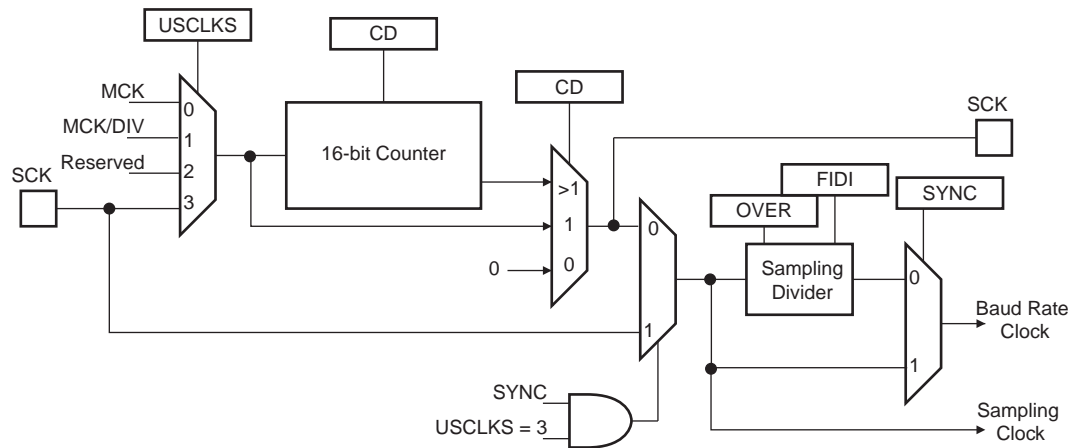 USCLKS
CD
CD
SCK
MCK
MCK/DIV
Reserved
SCK
0
1
2
3
16-bit Counter
>1
1
0
0
FIDI
OVER
SYNC
0
1
Sampling
Divider
0
1
Baud Rate
Clock
SYNC
USCLKS = 3
Sampling
Clock